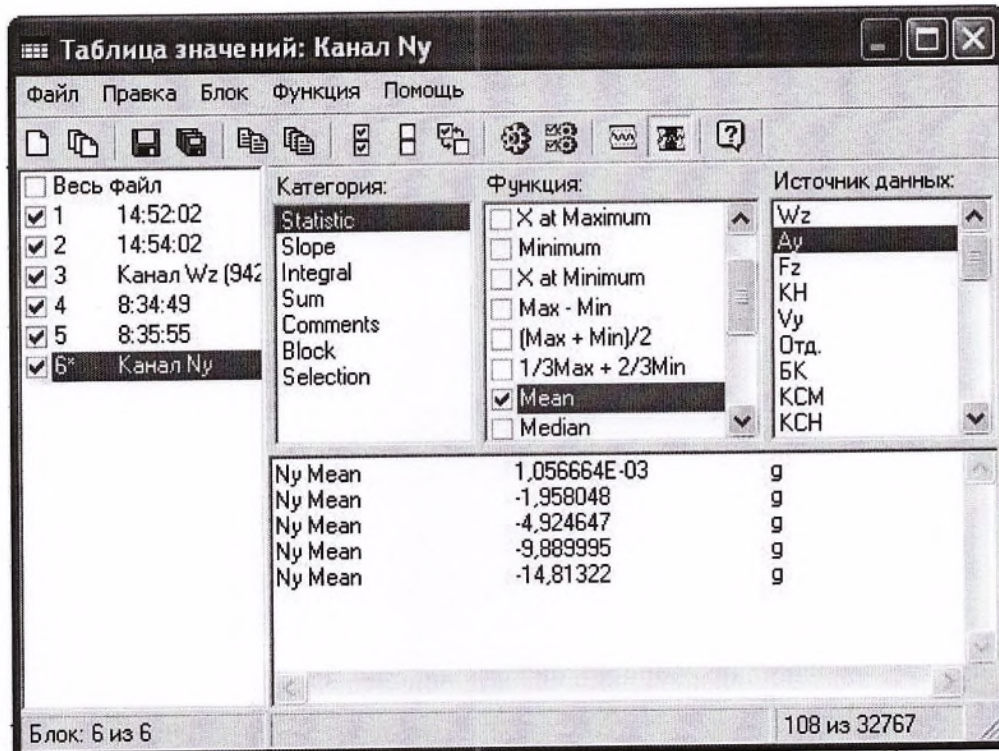 Таблица значений: Канал Ny
Файл Правка Блок Функция Помощь
Весь файл
1 14:52:02
2 14:54:02
3 Канал Wz (942
4 8:34:49
5 8:35:55
6* Канал Ny
Категория:
Statistic
Slope
Integral
Sum
Comments
Block
Selection
Функция:
X at Maximum
Minimum
X at Minimum
Max - Min
(Max + Min)/2
1/3Max + 2/3Min
Mean
Median
Источник данных:
Wz
Ay
Fz
КН
Vy
Отд.
БК
КСМ
КСН
Ny Mean 1,056664E-03 g
Ny Mean -1,958048 g
Ny Mean -4,924647 g
Ny Mean -9,889995 g
Ny Mean -14,81322 g
Блок: 6 из 6
108 из 32767